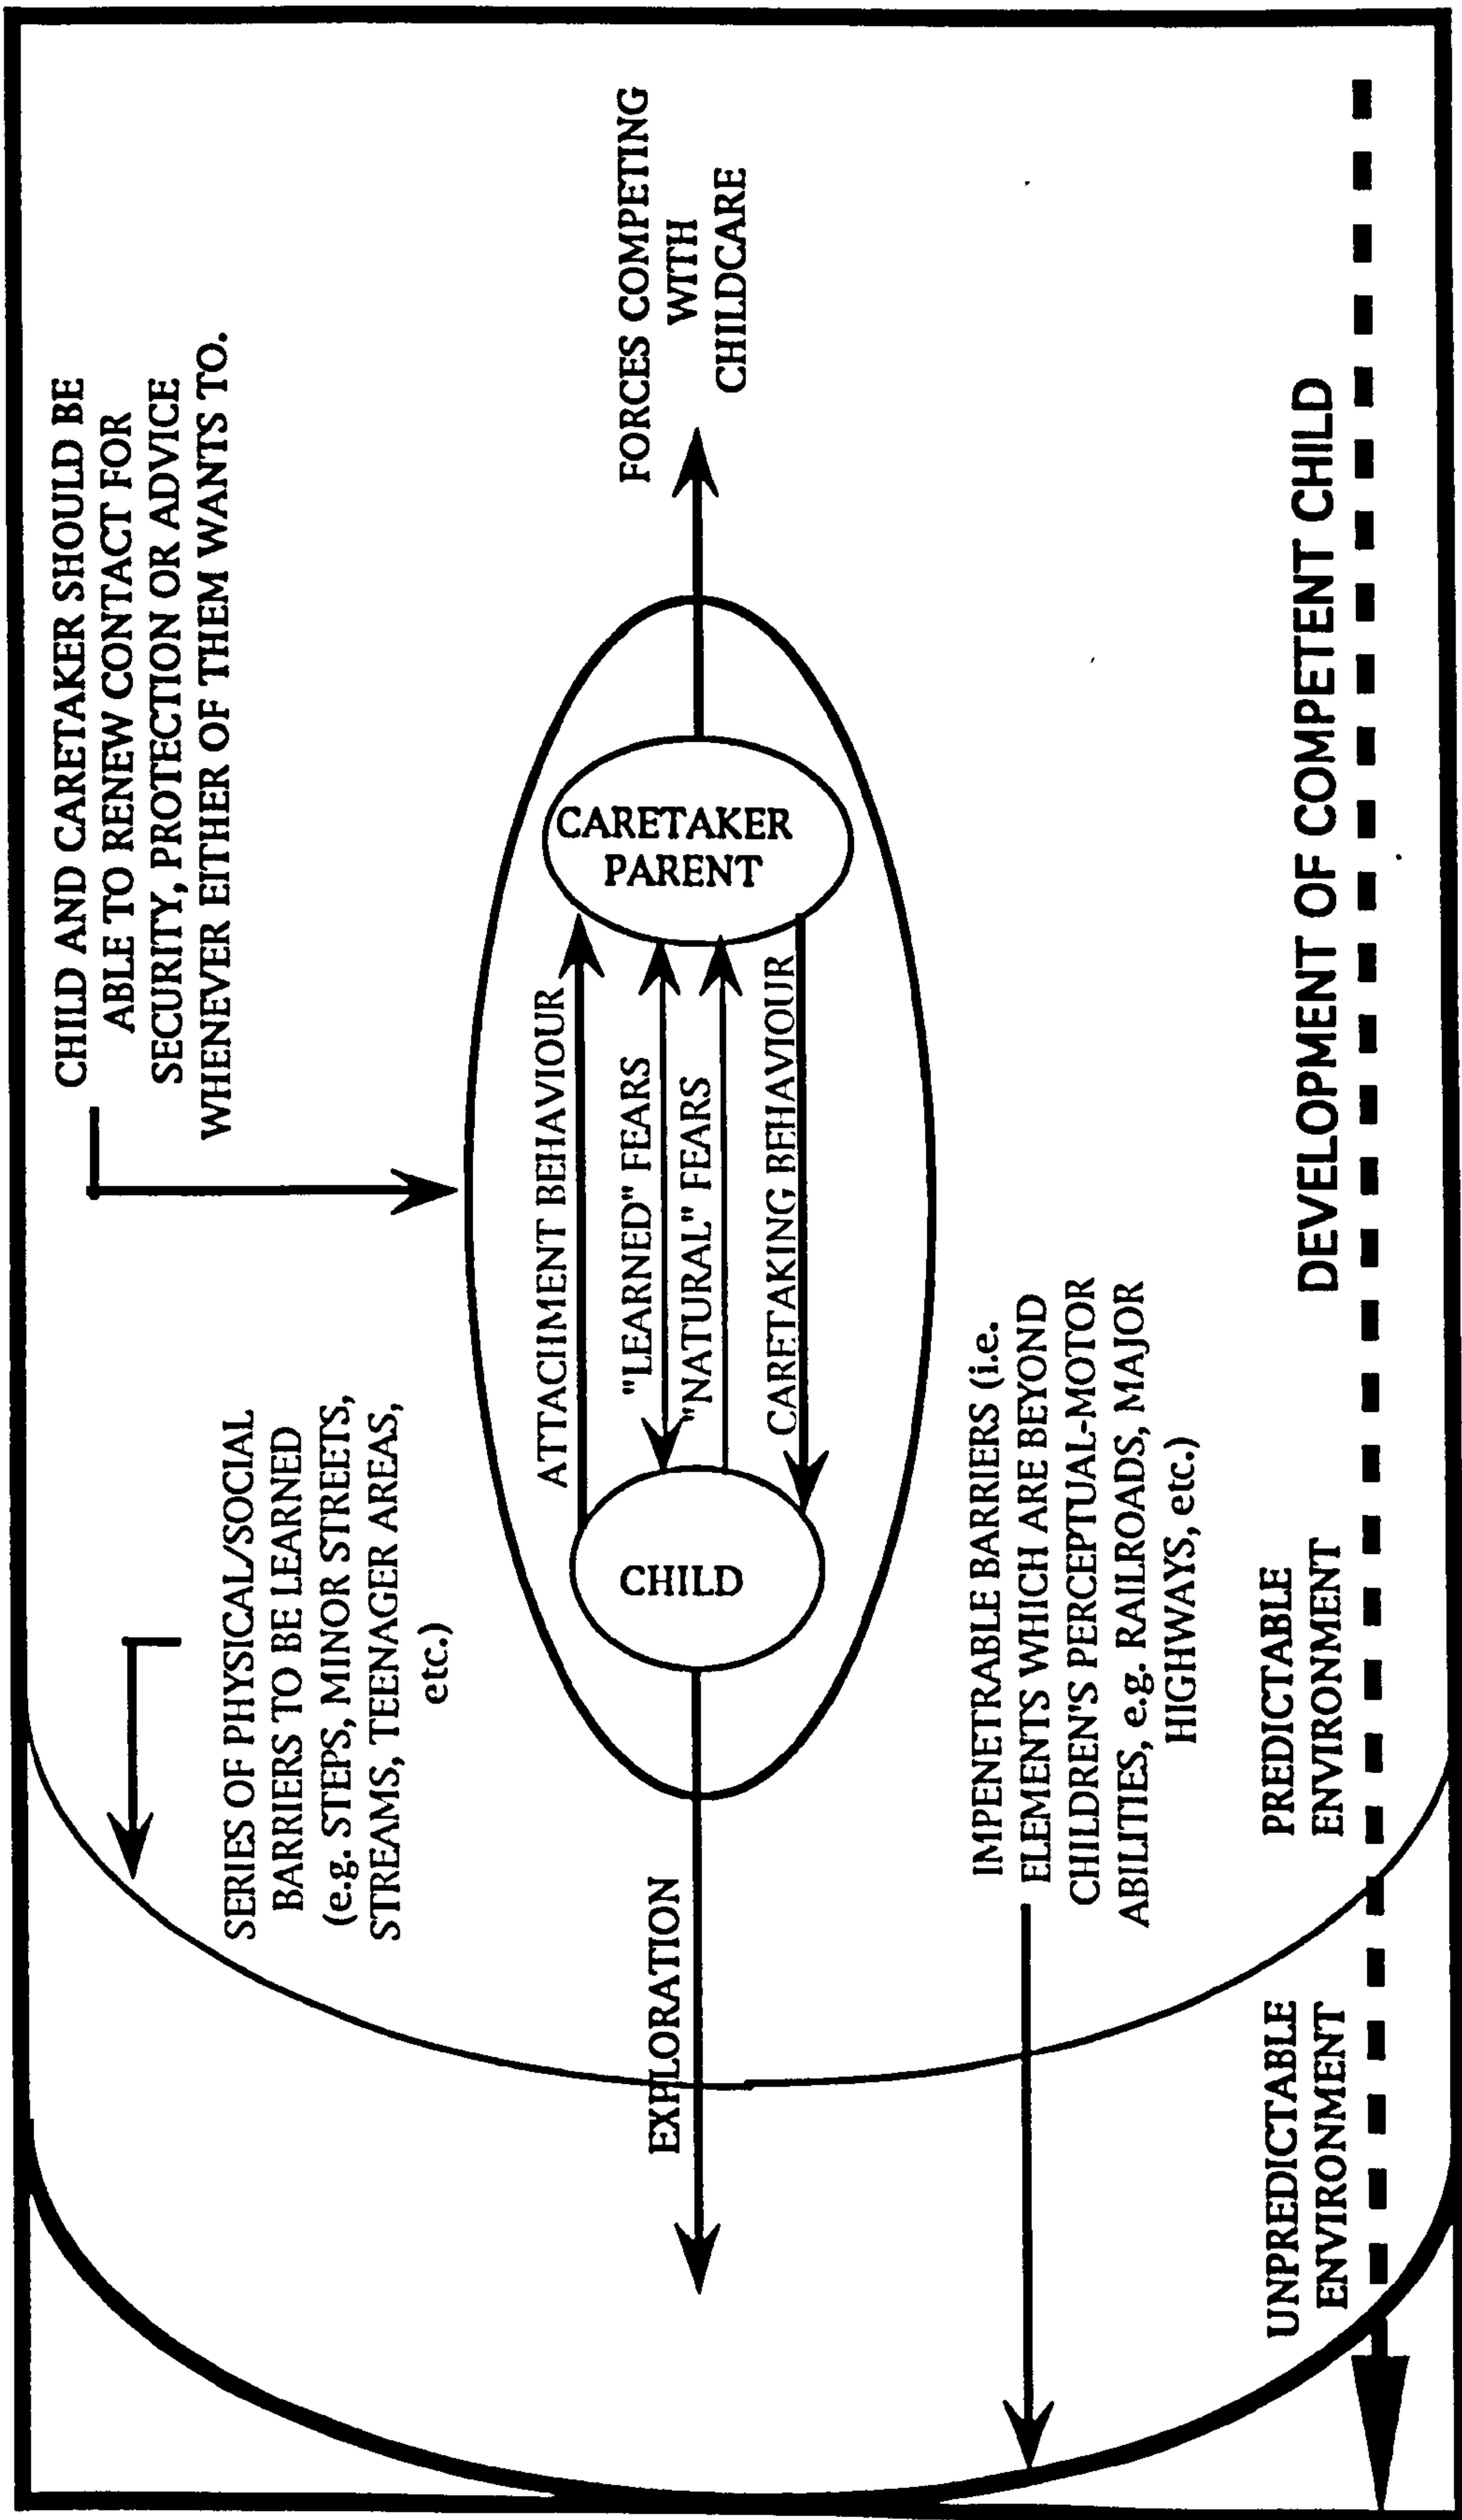 CHILD AND CARETAKER SHOULD BE
ABLE TO RENEW CONTACT FOR
SECURITY, PROTECTION OR ADVICE
WHENEVER EITHER OF THEM WANTS TO.
SERIES OF PHYSICAL/SOCIAL
BARRIERS TO BE LEARNED
(e.g. STEPS, MINOR STREETS,
STREAMS, TEENAGER AREAS,
etc.)
EXPLORATION
CHILD
ATTACHMENT BEHAVIOUR
"LEARNED" FEARS
"NATURAL" FEARS
CARETAKING BEHAVIOUR
CARETAKER
PARENT
FORCES COMPETING
WITH
CHILDCARE
IMPENETRABLE BARRIERS (i.e.
ELEMENTS WHICH ARE BEYOND
CHILDREN'S PERCEPTUAL-MOTOR
ABILITIES, e.g. RAILROADS, MAJOR
HIGHWAYS, etc.)
UNPREDICTABLE
ENVIRONMENT
PREDICTABLE
ENVIRONMENT
DEVELOPMENT OF COMPETENT CHILD